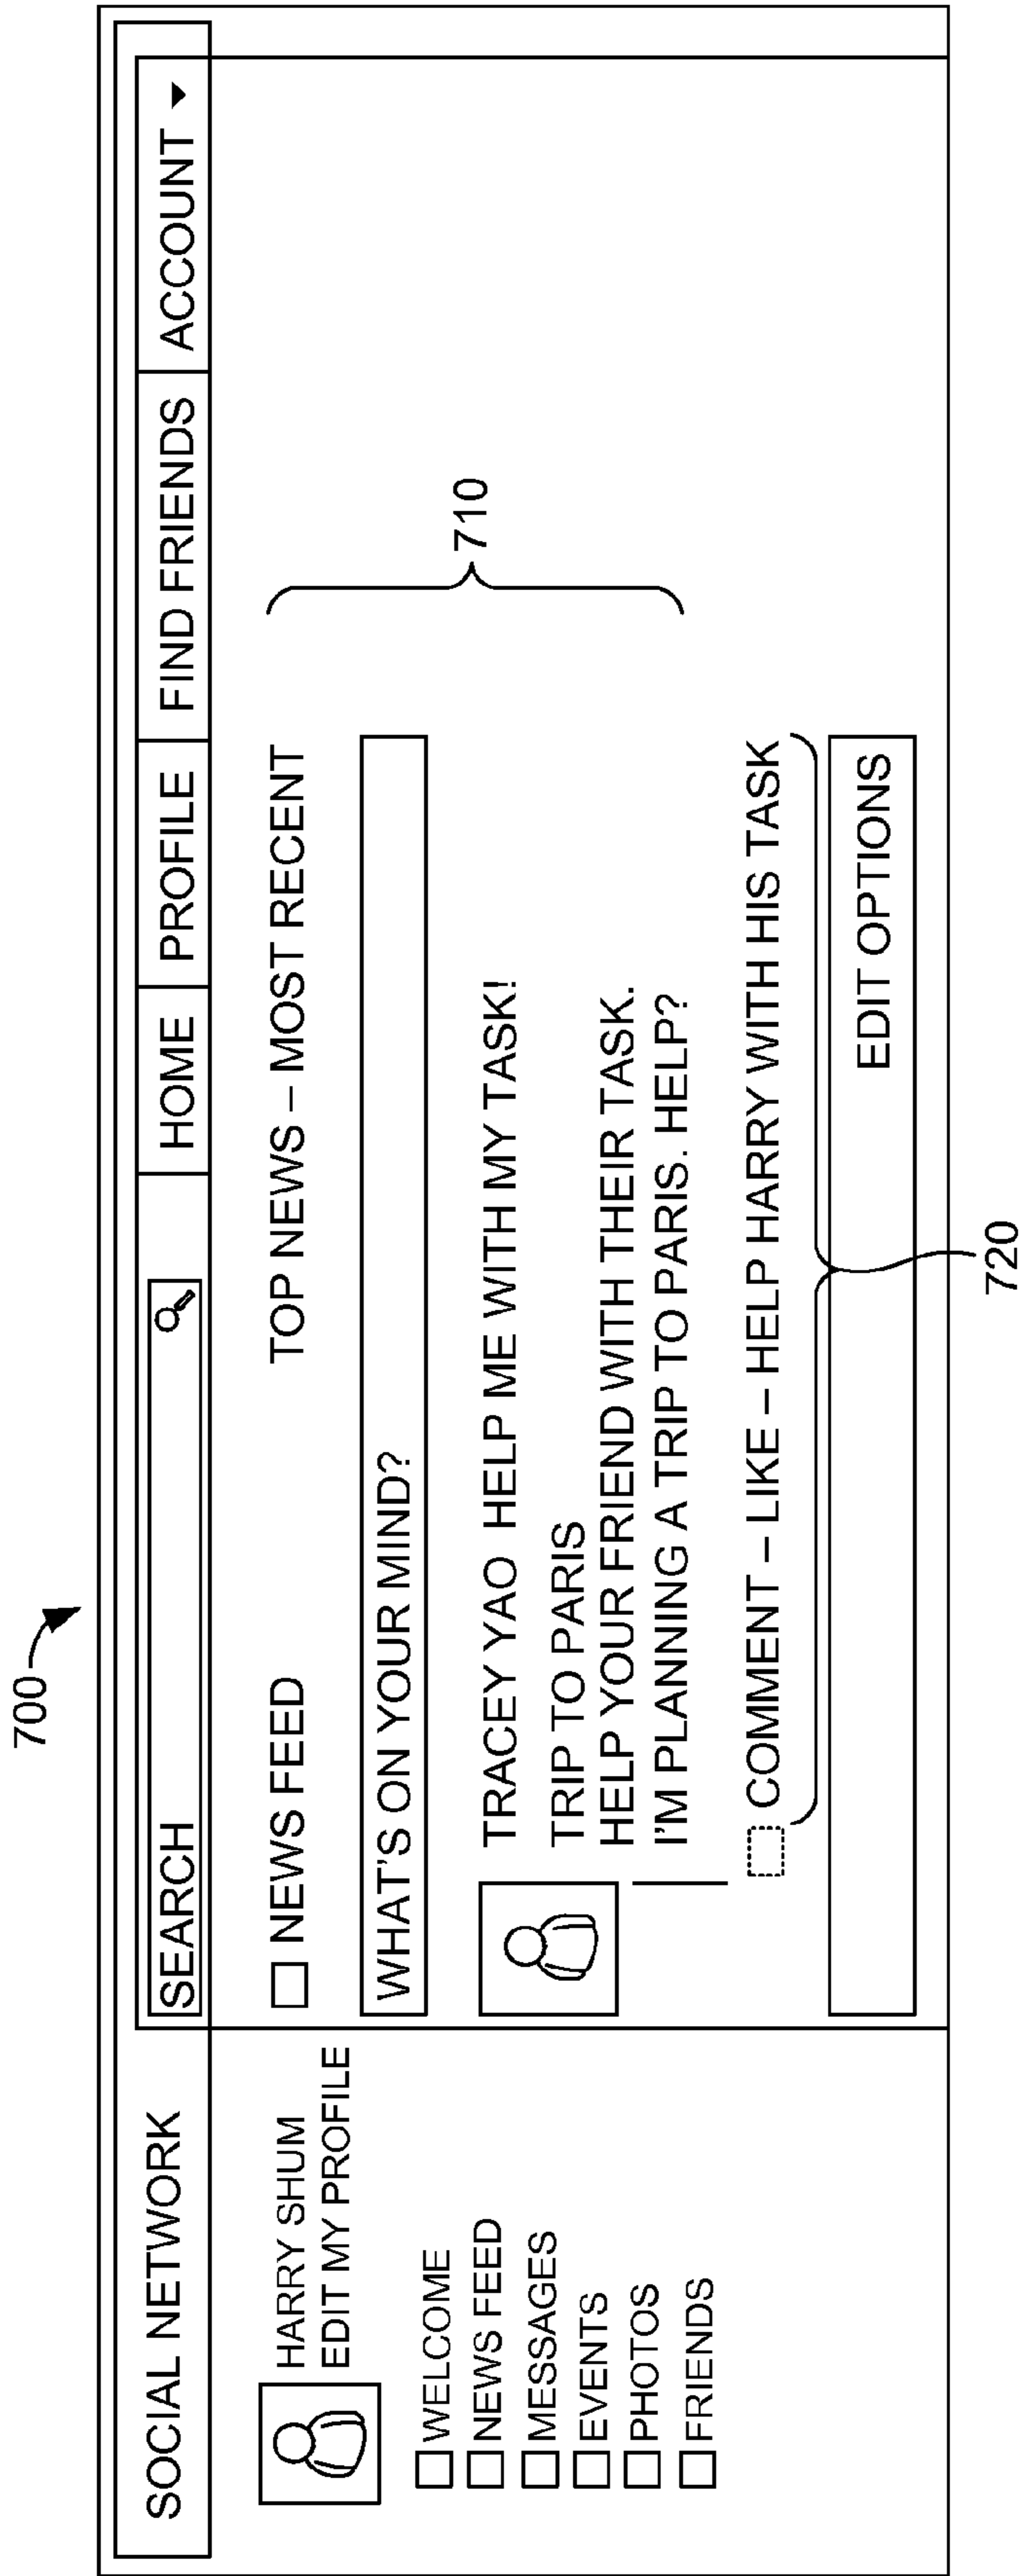 700
SOCIAL NETWORK
SEARCH
HOME
PROFILE
FIND FRIENDS
ACCOUNT
HARRY SHUM
EDIT MY PROFILE
WELCOME
NEWS FEED
MESSAGES
EVENTS
PHOTOS
FRIENDS
NEWS FEED
TOP NEWS – MOST RECENT
WHAT'S ON YOUR MIND?
TRACEY YAO HELP ME WITH MY TASK!
TRIP TO PARIS
HELP YOUR FRIEND WITH THEIR TASK.
I'M PLANNING A TRIP TO PARIS. HELP?
710
COMMENT – LIKE – HELP HARRY WITH HIS TASK
EDIT OPTIONS
720